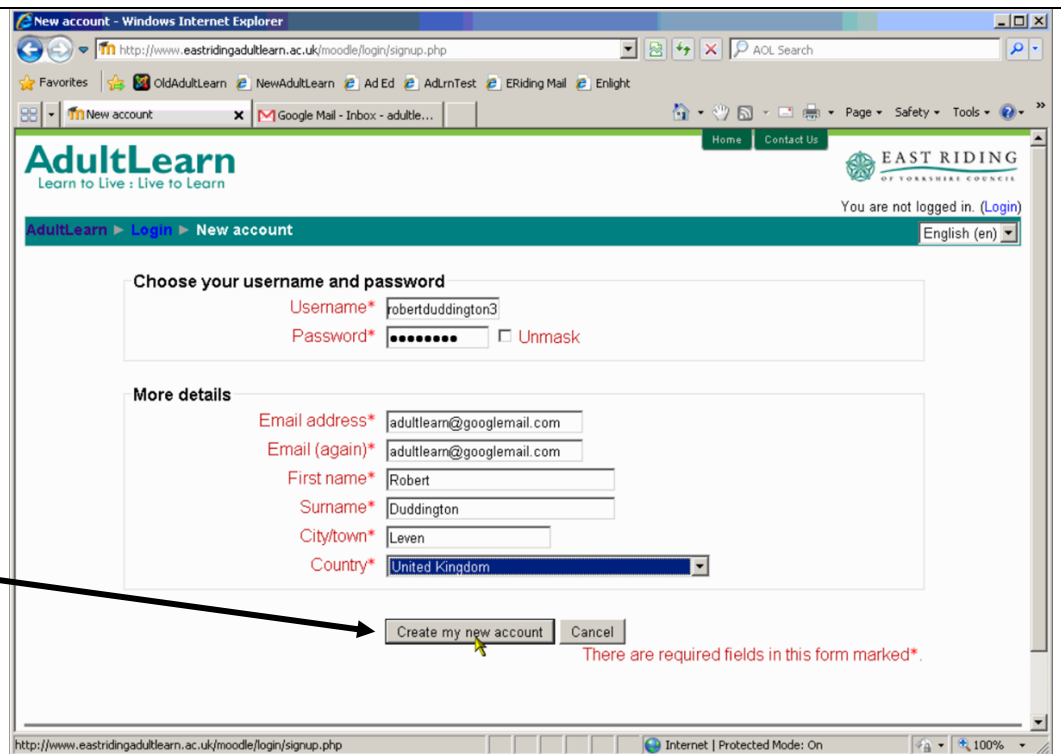 New account - Windows Internet Explorer
http://www.eastridingadultlearn.ac.uk/moodle/login/signup.php
AOL Search
Favorites OldAdultLearn NewAdultLearn Ad Ed AdLrnTest ERiding Mail Enlight
New account Google Mail - Inbox - adultle... Page Safety Tools »
Home Contact Us
AdultLearn
Learn to Live : Live to Learn
EAST RIDING
OF YORKSHIRE COUNCIL
You are not logged in. (Login)
AdultLearn ► Login ► New account English (en)
Choose your username and password
Username* robertduddington3
Password* •••••••• Unmask
More details
Email address* adultlearn@googlemail.com
Email (again)* adultlearn@googlemail.com
First name* Robert
Surname* Duddington
City/town* Leven
Country* United Kingdom
Create my new account Cancel
There are required fields in this form marked*.
http://www.eastridingadultlearn.ac.uk/moodle/login/signup.php Internet | Protected Mode: On 100%